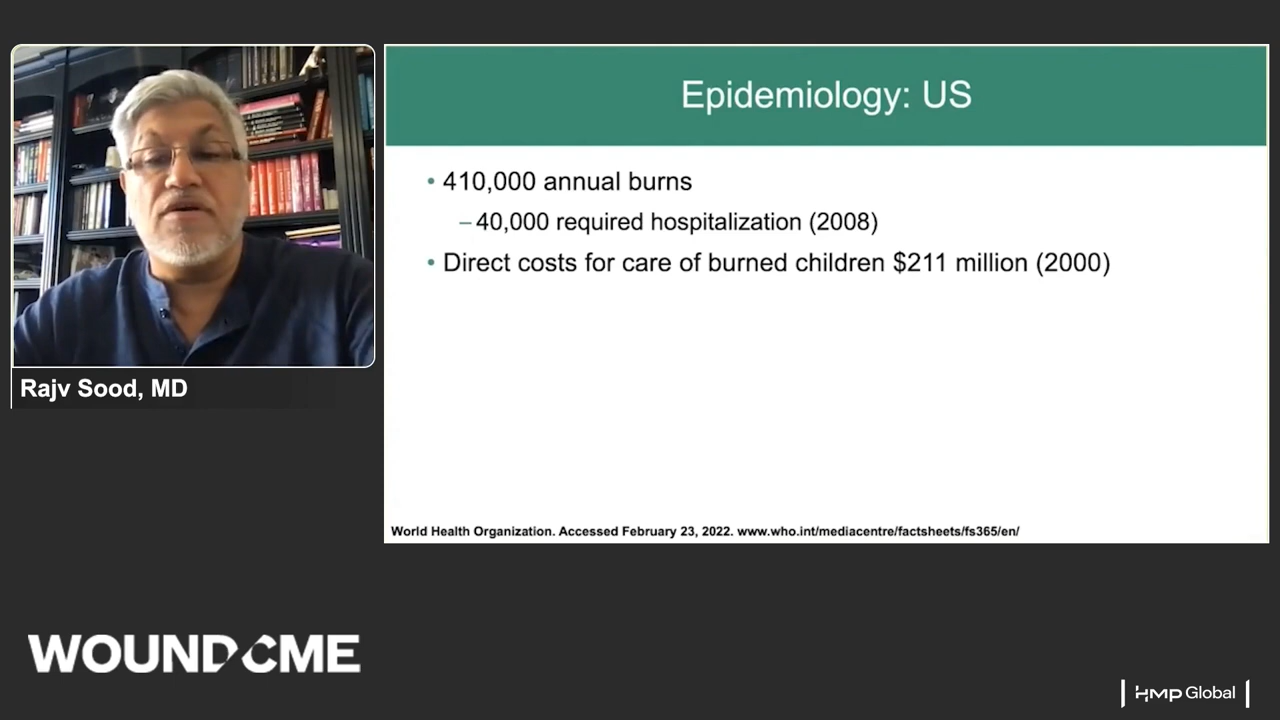 Epidemiology: US
• 410,000 annual burns
– 40,000 required hospitalization (2008)
• Direct costs for care of burned children $211 million (2000)
World Health Organization. Accessed February 23, 2022. www.who.int/mediacentre/factsheets/fs365/en/
Rajv Sood, MD
WOUNDCME
HMP Global